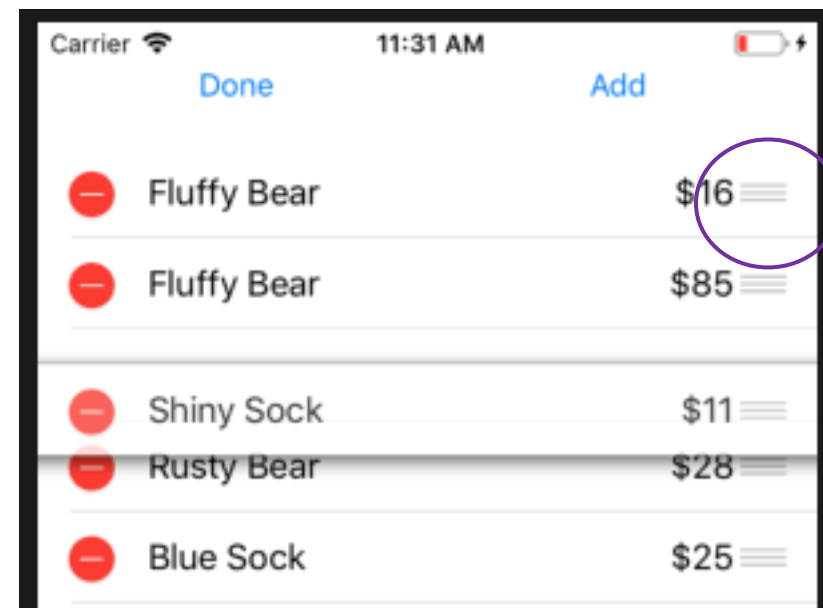 Carrier 11:31 AM
Done Add
Fluffy Bear $16
Fluffy Bear $85
Shiny Sock $11
Rusty Bear $28
Blue Sock $25